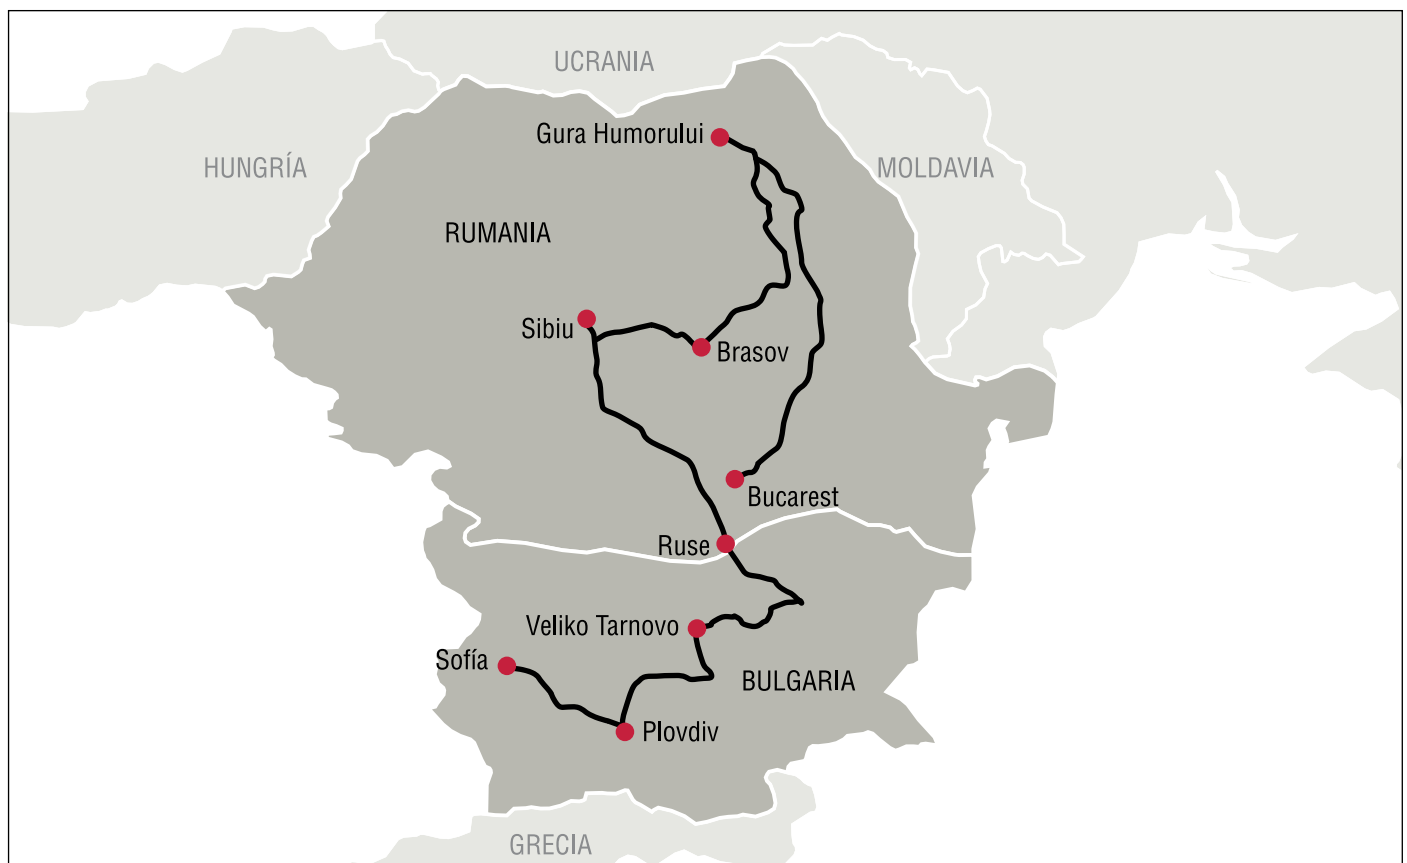 UCRANIA
Gura Humorului
HUNGRÍA
MOLDAVIA
RUMANIA
Sibiu
Brasov
Bucarest
Ruse
Veliko Tarnovo
Sofía
BULGARIA
Plovdiv
GRECIA